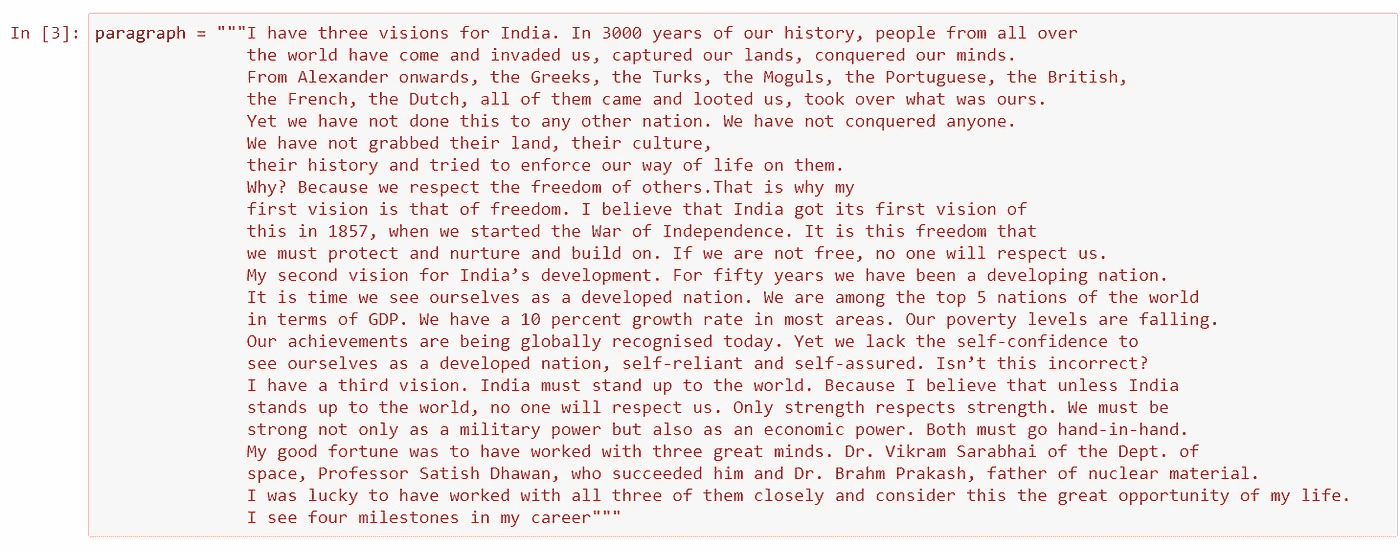 In [3]: paragraph = """I have three visions for India. In 3000 years of our history, people from all over
the world have come and invaded us, captured our lands, conquered our minds.
From Alexander onwards, the Greeks, the Turks, the Moguls, the Portuguese, the British,
the French, the Dutch, all of them came and looted us, took over what was ours.
Yet we have not done this to any other nation. We have not conquered anyone.
We have not grabbed their land, their culture,
their history and tried to enforce our way of life on them.
Why? Because we respect the freedom of others.That is why my
first vision is that of freedom. I believe that India got its first vision of
this in 1857, when we started the War of Independence. It is this freedom that
we must protect and nurture and build on. If we are not free, no one will respect us.
My second vision for India’s development. For fifty years we have been a developing nation.
It is time we see ourselves as a developed nation. We are among the top 5 nations of the world
in terms of GDP. We have a 10 percent growth rate in most areas. Our poverty levels are falling.
Our achievements are being globally recognised today. Yet we lack the self-confidence to
see ourselves as a developed nation, self-reliant and self-assured. Isn’t this incorrect?
I have a third vision. India must stand up to the world. Because I believe that unless India
stands up to the world, no one will respect us. Only strength respects strength. We must be
strong not only as a military power but also as an economic power. Both must go hand-in-hand.
My good fortune was to have worked with three great minds. Dr. Vikram Sarabhai of the Dept. of
space, Professor Satish Dhawan, who succeeded him and Dr. Brahm Prakash, father of nuclear material.
I was lucky to have worked with all three of them closely and consider this the great opportunity of my life.
I see four milestones in my career"""